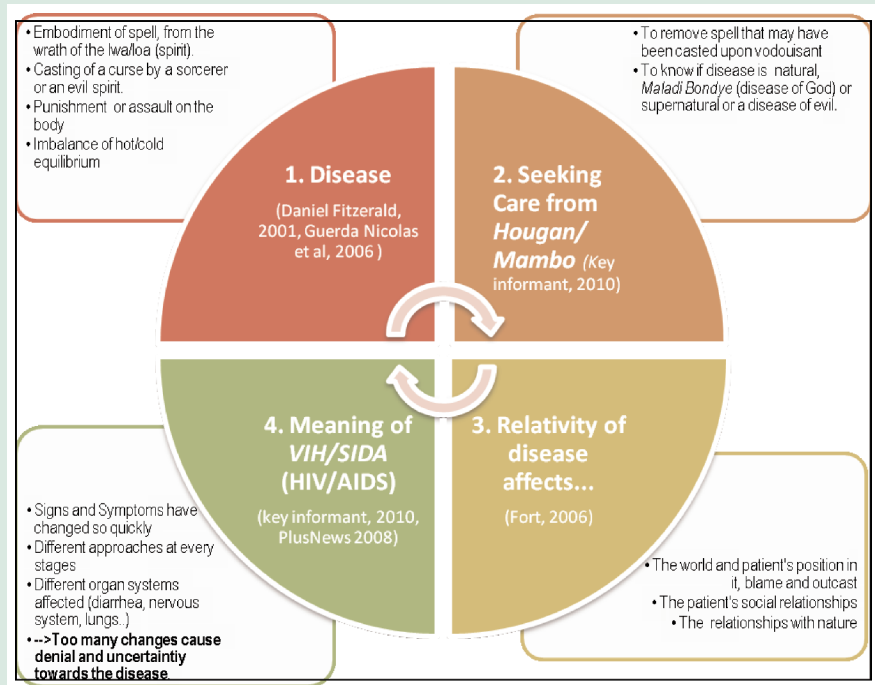 • Embodiment of spell, from the
wrath of the lwa/loa (spirit).
• Casting of a curse by a sorcerer
or an evil spirit.
• Punishment or assault on the
body
• Imbalance of hot/cold
equilibrium
• To remove spell that may have
been casted upon vodouisant
• To know if disease is natural,
Maladi Bondye (disease of God) or
supernatural or a disease of evil.
1. Disease
(Daniel Fitzerald,
2001, Guerda Nicolas
et al, 2006 )
2. Seeking
Care from
Hougan/
Mambo (Key
informant, 2010)
4. Meaning of
VIH/SIDA
(HIV/AIDS)
(key informant, 2010,
PlusNews 2008)
3. Relativity of
disease
affects...
(Fort, 2006)
• Signs and Symptoms have
changed so quickly
• Different approaches at every
stages
• Different organ systems
affected (diarrhea, nervous
system, lungs..)
• -->Too many changes cause
denial and uncertaintiy
towards the disease.
• The world and patient's position in
it, blame and outcast
• The patient's social relationships
• The relationships with nature